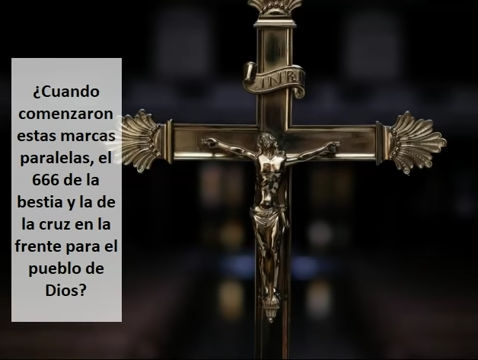 INRI
¿Cuando
comenzaron
estas marcas
paralelas, el
666 de la
bestia y la de
la cruz en la
frente para el
pueblo de
Dios?